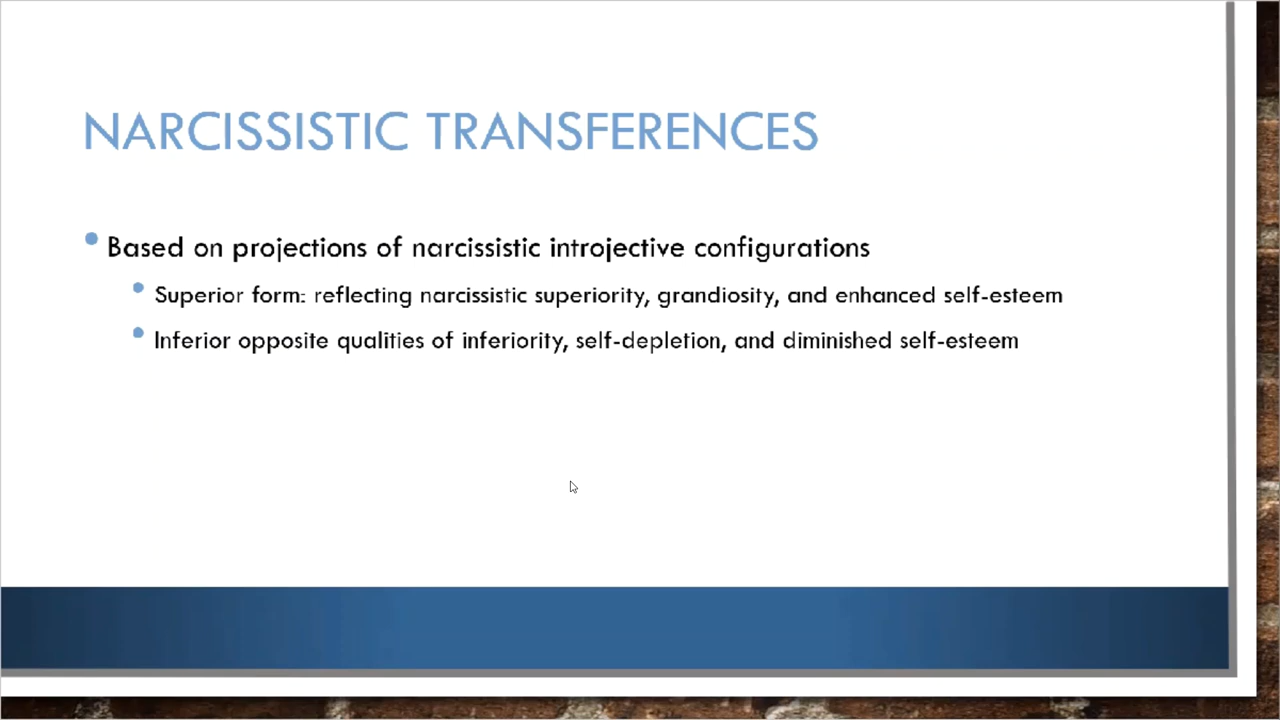 NARCISSISTIC TRANSFERENCES
• Based on projections of narcissistic introjective configurations
• Superior form: reflecting narcissistic superiority, grandiosity, and enhanced self-esteem
• Inferior opposite qualities of inferiority, self-depletion, and diminished self-esteem